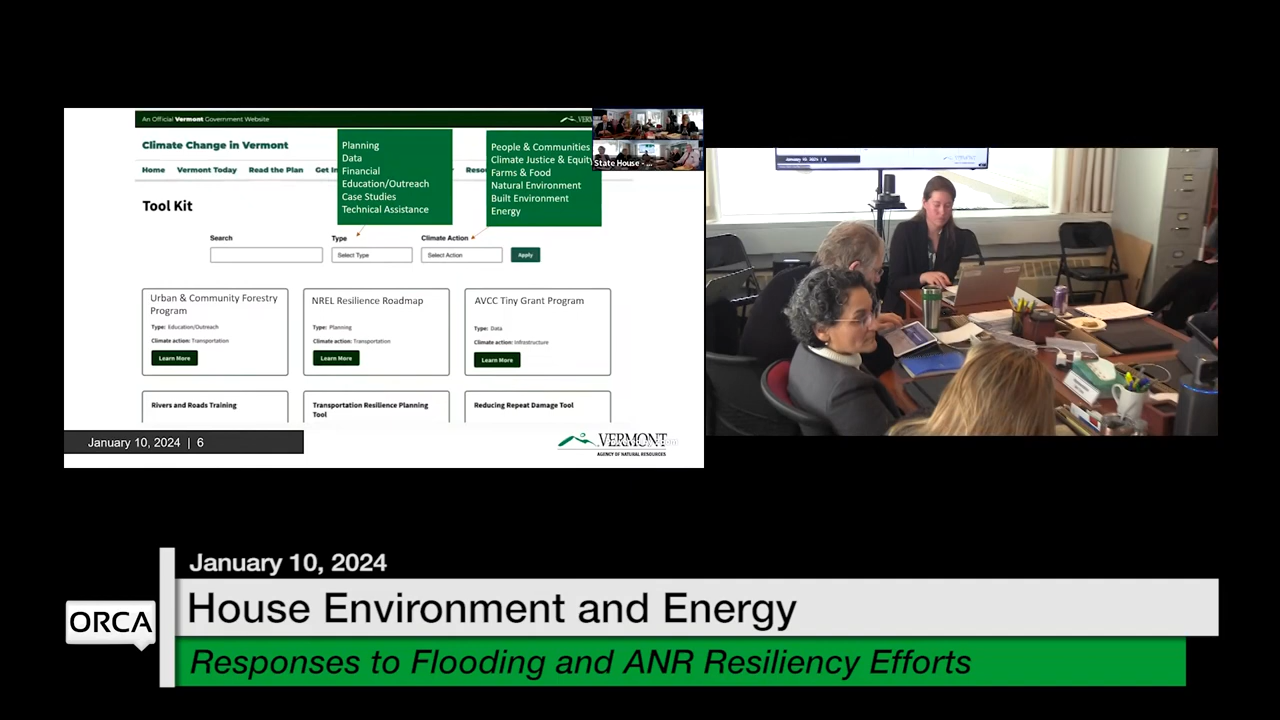 An Official Vermont Government Website
Climate Change in Vermont
Home Vermont Today Read the Plan Get In
Planning
Data
Financial
Education/Outreach
Case Studies
Technical Assistance
People & Communities
Climate Justice & Equity
Farms & Food
Natural Environment
Built Environment
Energy
State House - ...
Tool Kit
Search
Type
Select Type
Climate Action
Select Action
Apply
Urban & Community Forestry
Program
Type: Education/Outreach
Climate action: Transportation
Learn More
NREL Resilience Roadmap
Type: Planning
Climate action: Transportation
Learn More
AVCC Tiny Grant Program
Type: Data
Climate action: Infrastructure
Learn More
Rivers and Roads Training
Transportation Resilience Planning
Tool
Reducing Repeat Damage Tool
January 10, 2024 | 6
VERMONT
AGENCY OF NATURAL RESOURCES
January 10, 2024
House Environment and Energy
ORCA
Responses to Flooding and ANR Resiliency Efforts